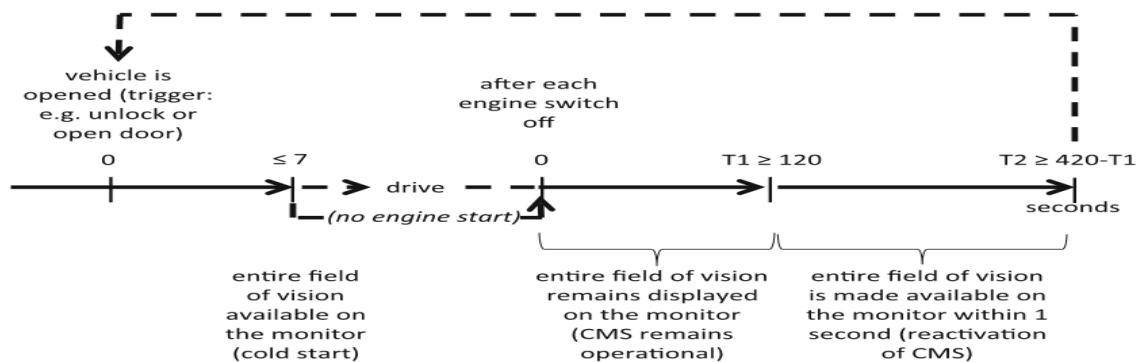 vehicle is
opened (trigger:
e.g. unlock or
open door)
after each
engine switch
off
0
≤ 7
0
T1 ≥ 120
T2 ≥ 420-T1
drive
(no engine start)
seconds
entire field
of vision
available on
the monitor
(cold start)
entire field of vision
remains displayed
on the monitor
(CMS remains
operational)
entire field of vision
is made available on
the monitor within 1
second (reactivation
of CMS)